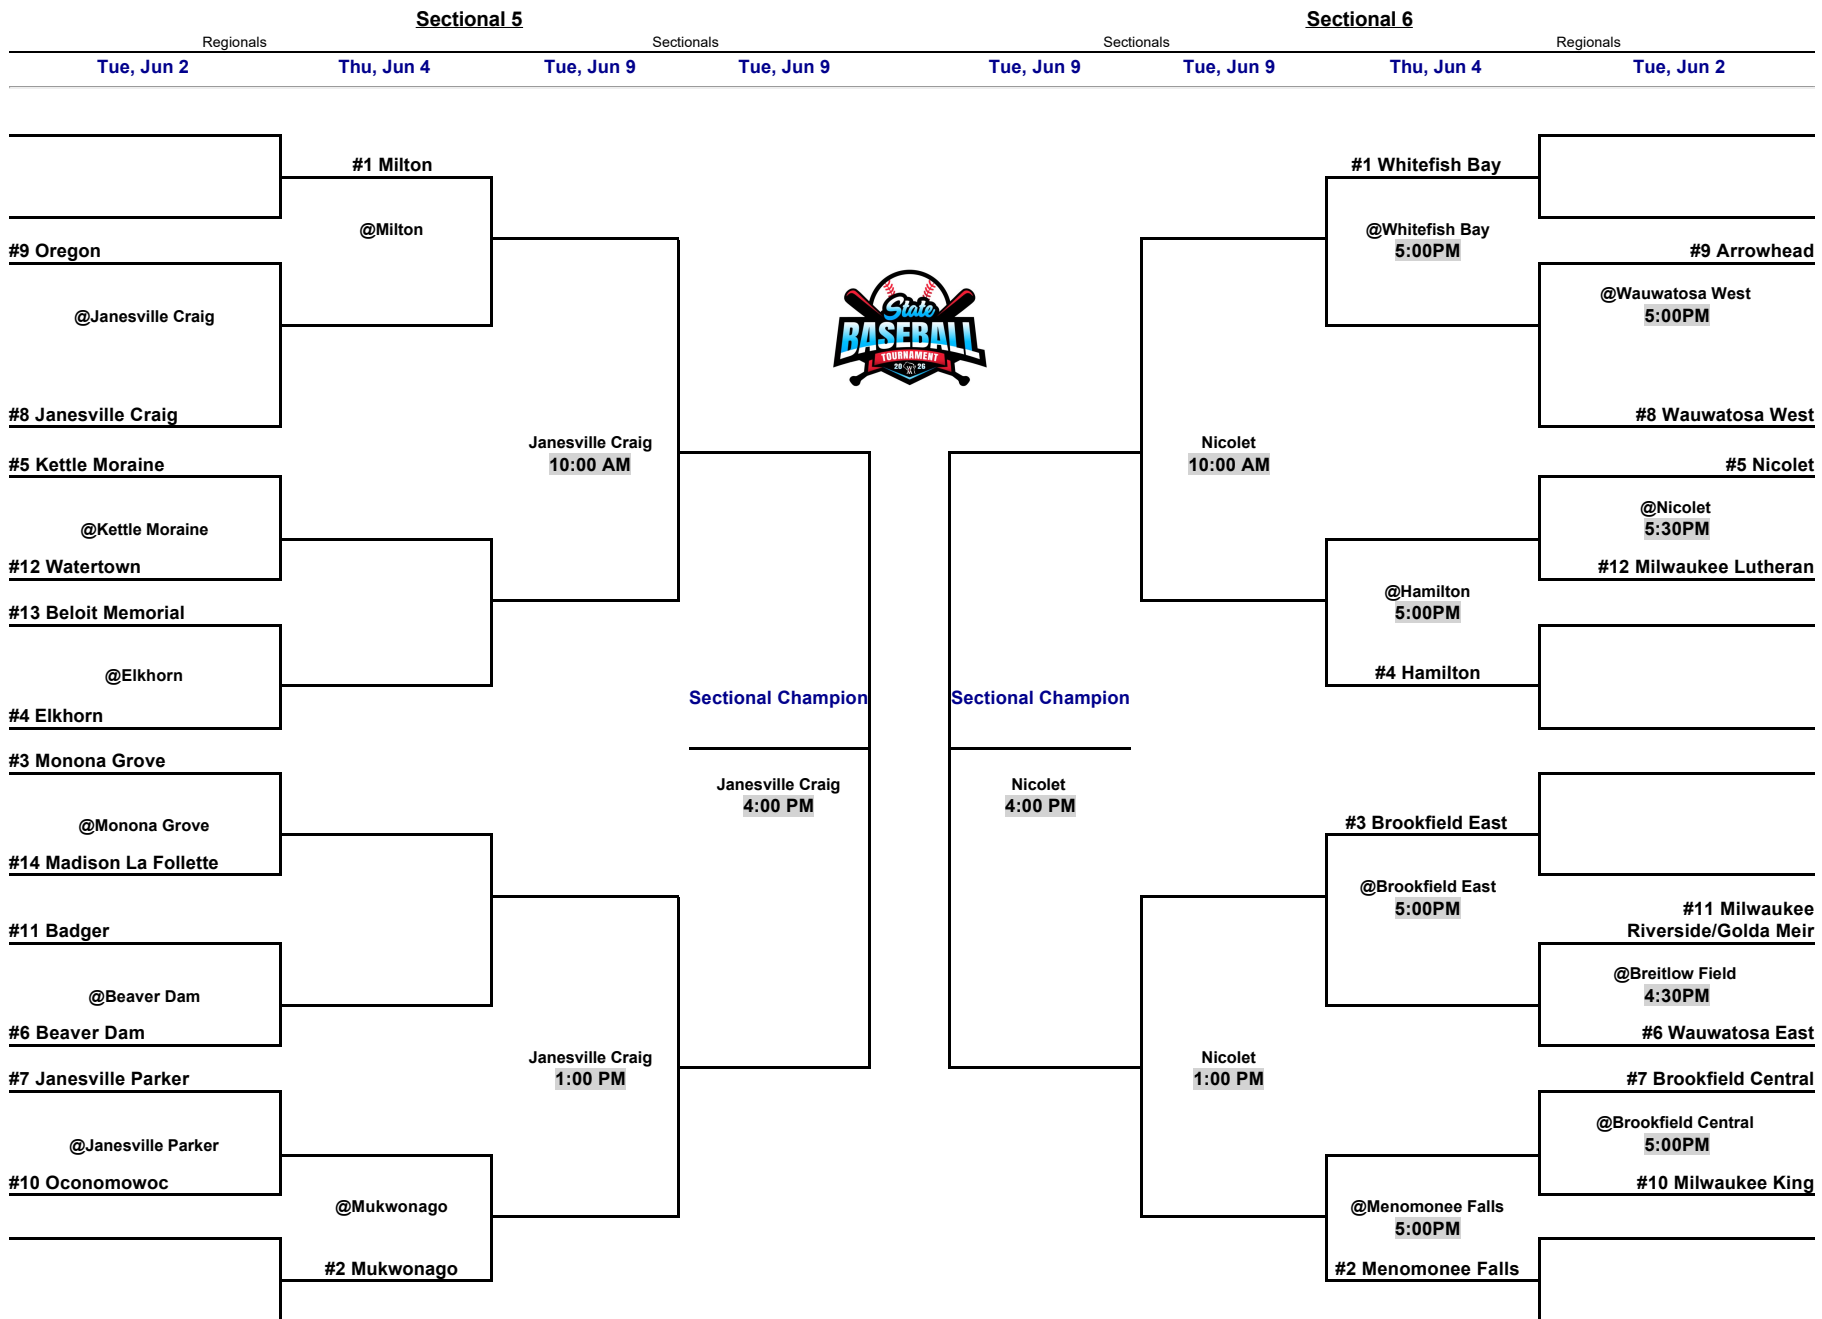 Sectional 5
Sectional 6
Regionals
Sectionals
Sectionals
Regionals
Tue, Jun 2
Thu, Jun 4
Tue, Jun 9
Tue, Jun 9
Tue, Jun 9
Tue, Jun 9
Thu, Jun 4
Tue, Jun 2
#9 Oregon
@Janesville Craig
#8 Janesville Craig
#5 Kettle Moraine
@Kettle Moraine
#12 Watertown
#13 Beloit Memorial
@Elkhorn
#4 Elkhorn
#3 Monona Grove
@Monona Grove
#14 Madison La Follette
#11 Badger
@Beaver Dam
#6 Beaver Dam
#7 Janesville Parker
@Janesville Parker
#10 Oconomowoc
#1 Milton
@Milton
@Mukwonago
#2 Mukwonago
Janesville Craig
10:00 AM
Janesville Craig
1:00 PM
Sectional Champion
Janesville Craig
4:00 PM
State
BASEBALL
TOURNAMENT
20 26
Sectional Champion
Nicolet
4:00 PM
Nicolet
10:00 AM
Nicolet
1:00 PM
#1 Whitefish Bay
@Whitefish Bay
5:00PM
@Hamilton
5:00PM
#4 Hamilton
#3 Brookfield East
@Brookfield East
5:00PM
@Menomonee Falls
5:00PM
#2 Menomonee Falls
#9 Arrowhead
@Wauwatosa West
5:00PM
#8 Wauwatosa West
#5 Nicolet
@Nicolet
5:30PM
#12 Milwaukee Lutheran
#11 Milwaukee
Riverside/Golda Meir
@Breitlow Field
4:30PM
#6 Wauwatosa East
#7 Brookfield Central
@Brookfield Central
5:00PM
#10 Milwaukee King